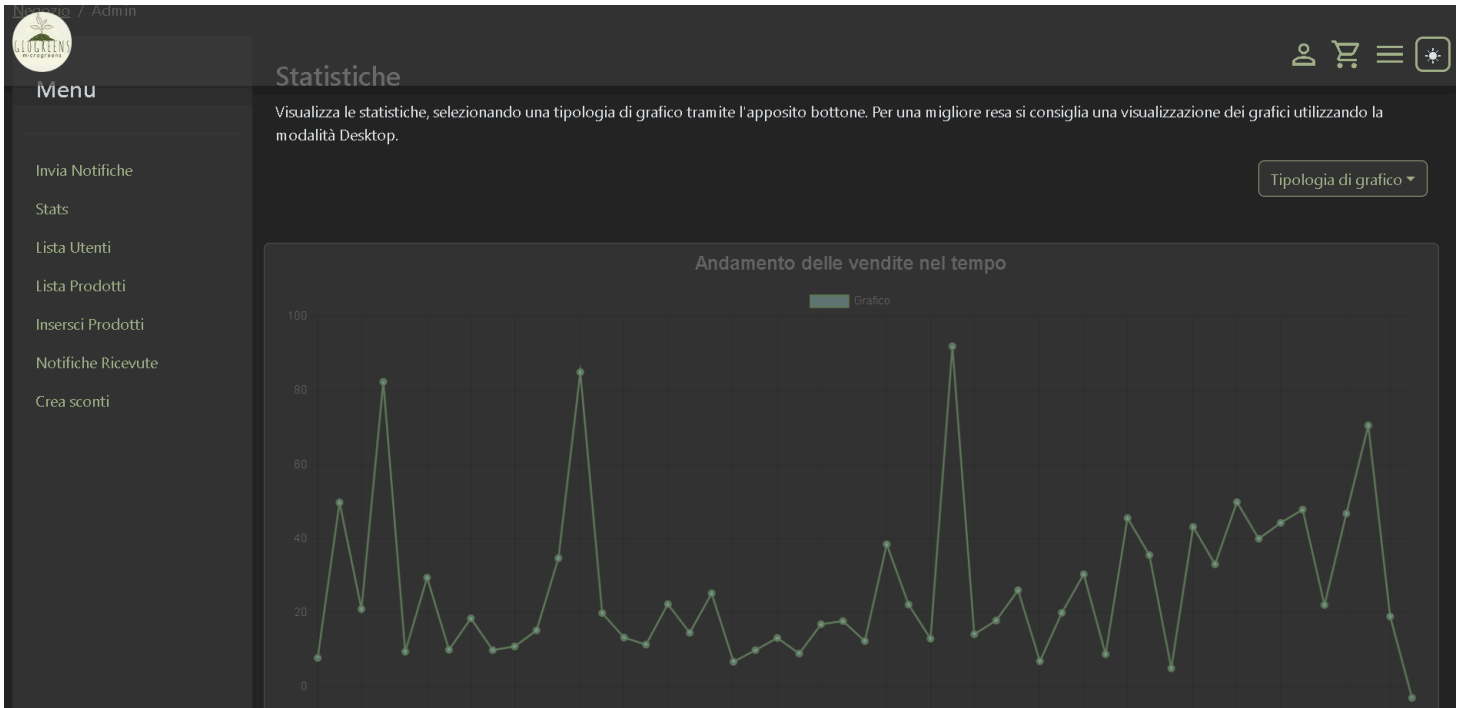 Negozio / Admin
GIOGREENS
microgreens
Menu
Invia Notifiche
Stats
Lista Utenti
Lista Prodotti
Insersci Prodotti
Notifiche Ricevute
Crea sconti
Statistiche
Visualizza le statistiche, selezionando una tipologia di grafico tramite l'apposito bottone. Per una migliore resa si consiglia una visualizzazione dei grafici utilizzando la
modalità Desktop.
Tipologia di grafico
Andamento delle vendite nel tempo
Grafico
100
80
60
40
20
0